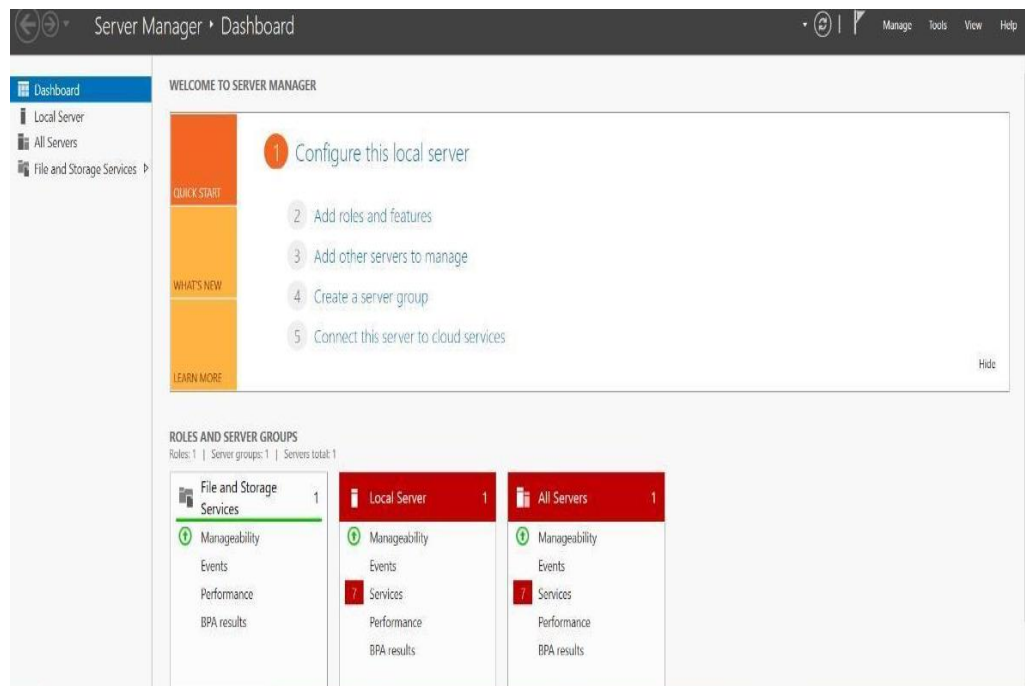 Server Manager ‣ Dashboard
Manage Tools View Help
Dashboard
Local Server
All Servers
File and Storage Services
WELCOME TO SERVER MANAGER
QUICK START
WHAT'S NEW
LEARN MORE
1 Configure this local server
2 Add roles and features
3 Add other servers to manage
4 Create a server group
5 Connect this server to cloud services
Hide
ROLES AND SERVER GROUPS
Roles: 1 | Server groups: 1 | Servers total: 1
File and Storage
Services 1
Manageability
Events
Performance
BPA results
Local Server 1
Manageability
Events
7 Services
Performance
BPA results
All Servers 1
Manageability
Events
7 Services
Performance
BPA results